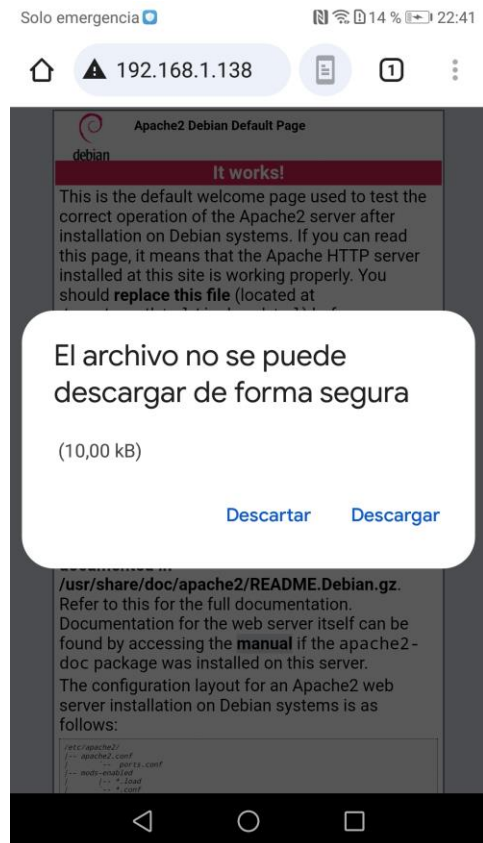 Solo emergencia
14 % 22:41
192.168.1.138
1
Apache2 Debian Default Page
debian
It works!
This is the default welcome page used to test the
correct operation of the Apache2 server after
installation on Debian systems. If you can read
this page, it means that the Apache HTTP server
installed at this site is working properly. You
should replace this file (located at
El archivo no se puede
descargar de forma segura
(10,00 kB)
Descartar Descargar
/usr/share/doc/apache2/README.Debian.gz.
Refer to this for the full documentation.
Documentation for the web server itself can be
found by accessing the manual if the apache2-
doc package was installed on this server.
The configuration layout for an Apache2 web
server installation on Debian systems is as
follows:
/etc/apache2/
|-- apache2.conf
| `-- ports.conf
|-- mods-enabled
| |-- *.load
| `-- *.conf